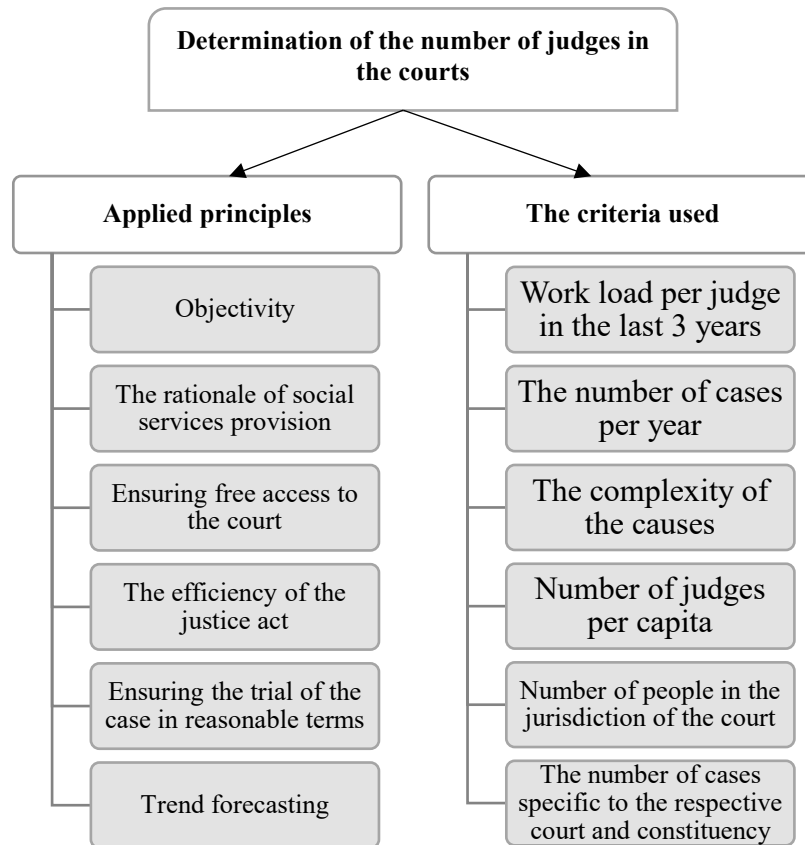 Determination of the number of judges in
the courts
Applied principles
Objectivity
The rationale of social
services provision
Ensuring free access to
the court
The efficiency of the
justice act
Ensuring the trial of the
case in reasonable terms
Trend forecasting
The criteria used
Work load per judge
in the last 3 years
The number of cases
per year
The complexity of
the causes
Number of judges
per capita
Number of people in the
jurisdiction of the court
The number of cases
specific to the respective
court and constituency